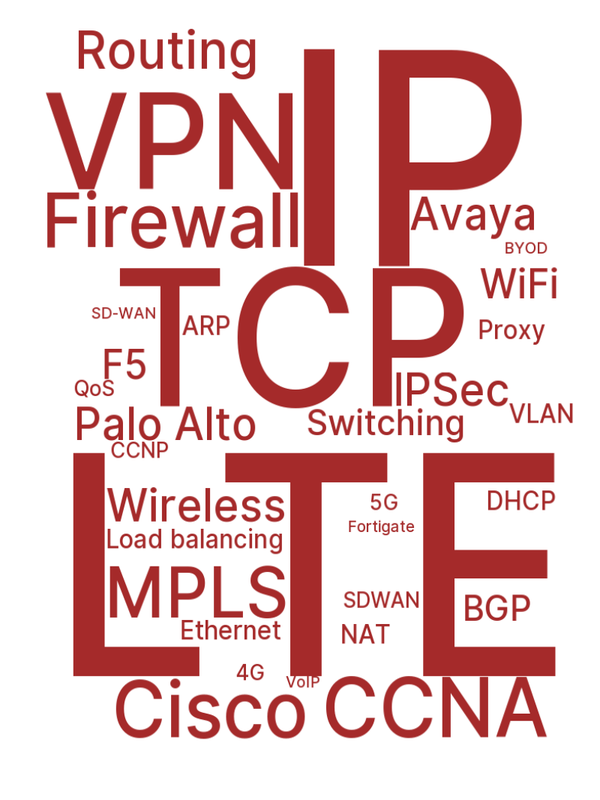 Routing
IP
VPN
Firewall
Avaya
BYOD
TCP
WiFi
SD-WAN
ARP
Proxy
F5
QoS
IPSec
VLAN
Palo Alto
Switching
CCNP
LTE
Wireless
5G
DHCP
Fortigate
Load balancing
MPLS
SDWAN
BGP
Ethernet
NAT
4G
VoIP
Cisco
CCNA